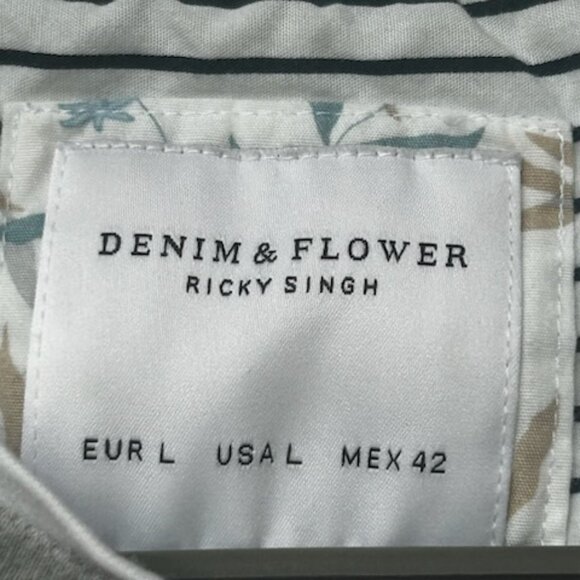 DENIM & FLOWER
RICKY SINGH
EUR L USA L MEX 42